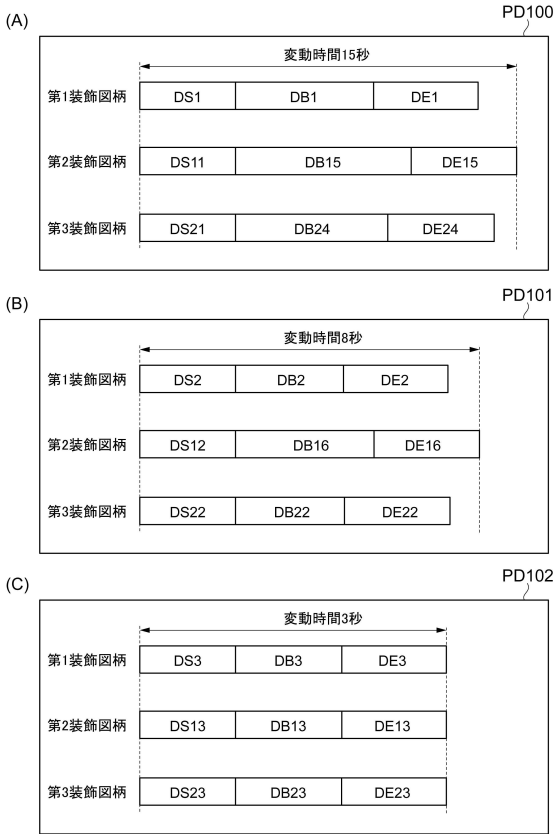 (A)
PD100
変動時間15秒
第1装飾図柄 DS1 DB1 DE1
第2装飾図柄 DS11 DB15 DE15
第3装飾図柄 DS21 DB24 DE24
(B)
PD101
変動時間8秒
第1装飾図柄 DS2 DB2 DE2
第2装飾図柄 DS12 DB16 DE16
第3装飾図柄 DS22 DB22 DE22
(C)
PD102
変動時間3秒
第1装飾図柄 DS3 DB3 DE3
第2装飾図柄 DS13 DB13 DE13
第3装飾図柄 DS23 DB23 DE23